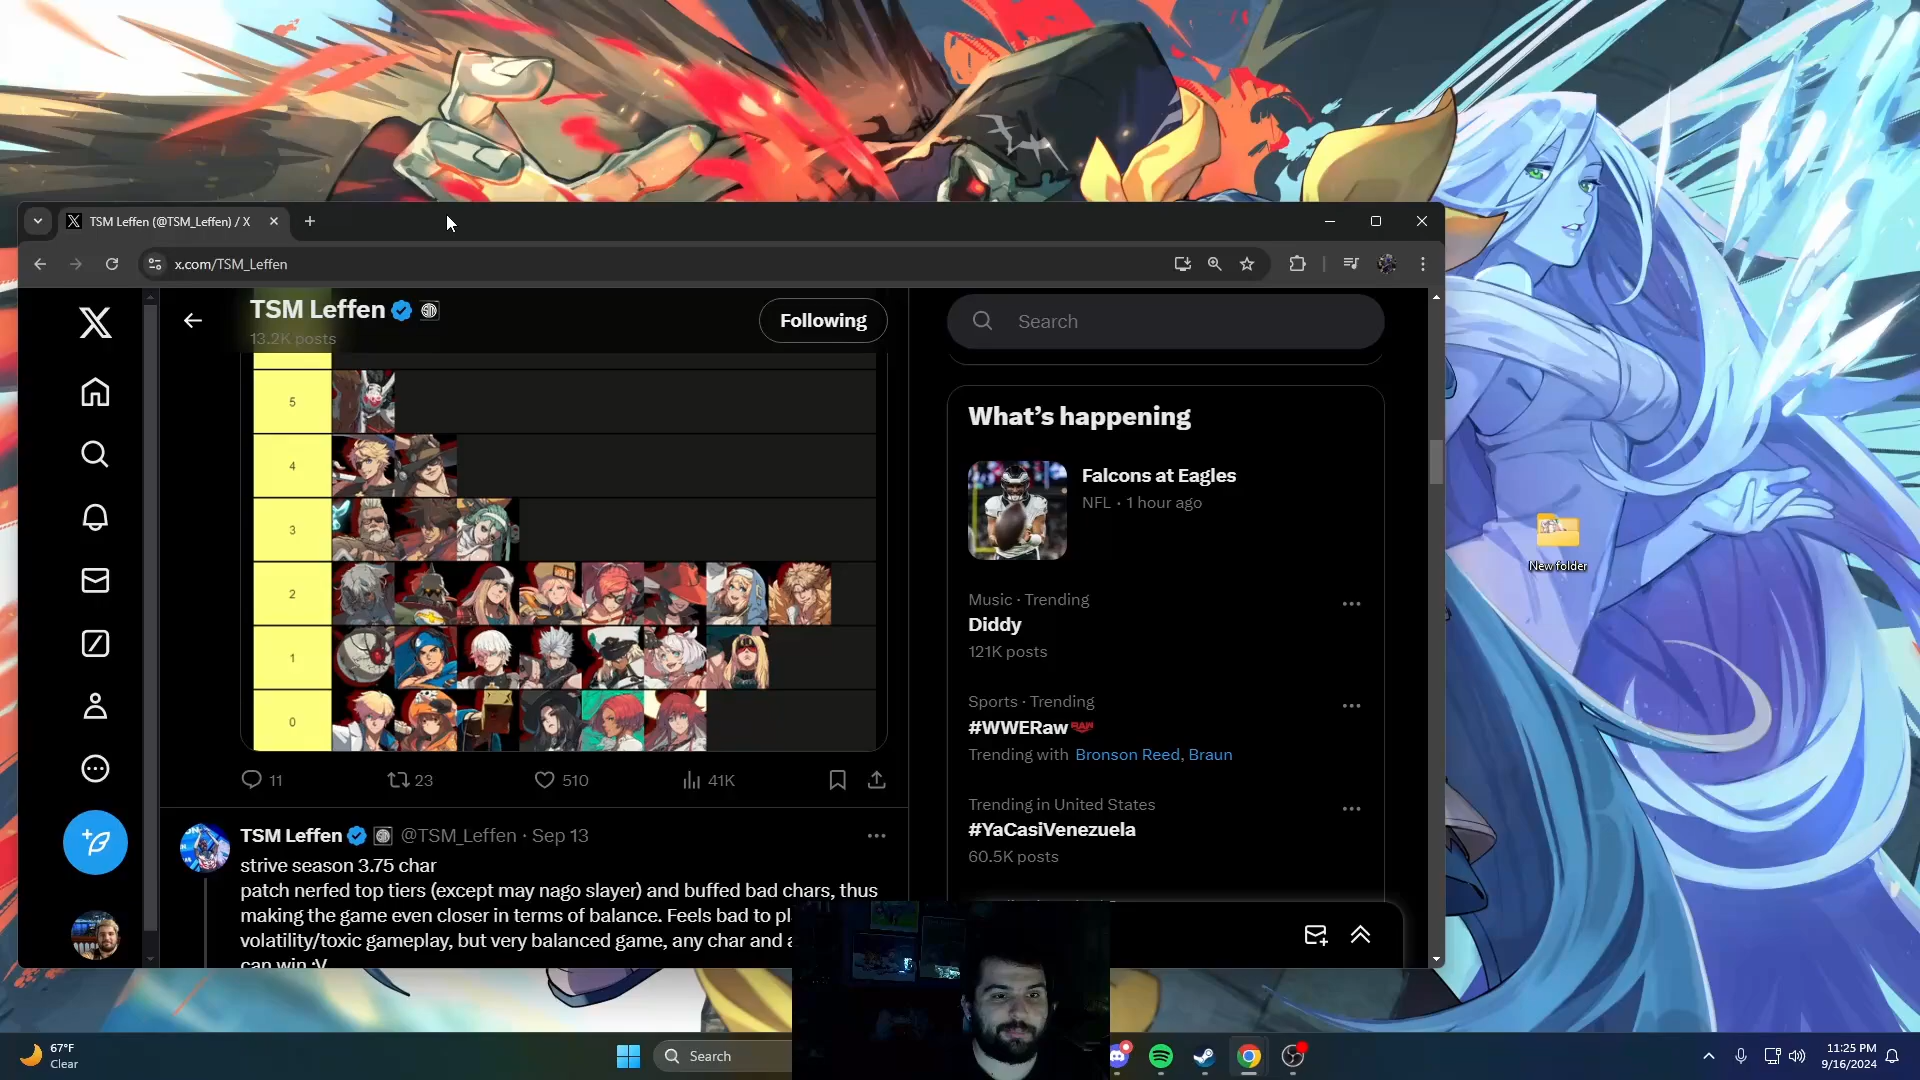 TSM Leffen (@TSM_Leffen) / X
x.com/TSM_Leffen
TSM Leffen
13.2K posts
Following
Search
5
4
3
2
1
0
11
23
510
41K
TSM Leffen @TSM_Leffen · Sep 13
strive season 3.75 char
patch nerfed top tiers (except may nago slayer) and buffed bad chars, thus
making the game even closer in terms of balance. Feels bad to
volatility/toxic gameplay, but very balanced game, any char and
can win :V
What's happening
Falcons at Eagles
NFL · 1 hour ago
Music · Trending
Diddy
121K posts
Sports · Trending
#WWERaw
Trending with Bronson Reed, Braun
Trending in United States
#YaCasiVenezuela
60.5K posts
New folder
67°F
Clear
Search
11:25 PM
9/16/2024